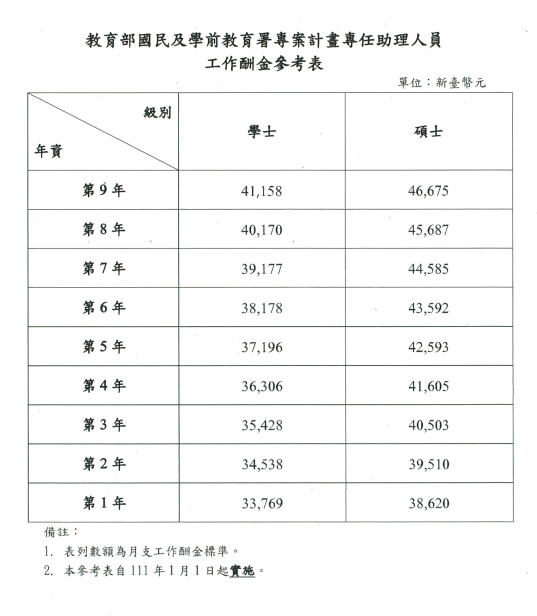 教育部國民及學前教育署專案計畫專任助理人員
工作酬金參考表
單位：新臺幣元
級別
年資
學士 碩士
第9年 41,158 46,675
第8年 40,170 45,687
第7年 39,177 44,585
第6年 38,178 43,592
第5年 37,196 42,593
第4年 36,306 41,605
第3年 35,428 40,503
第2年 34,538 39,510
第1年 33,769 38,620
備註：
1. 表列數額為月支工作酬金標準。
2. 本參考表自111年1月1日起實施。